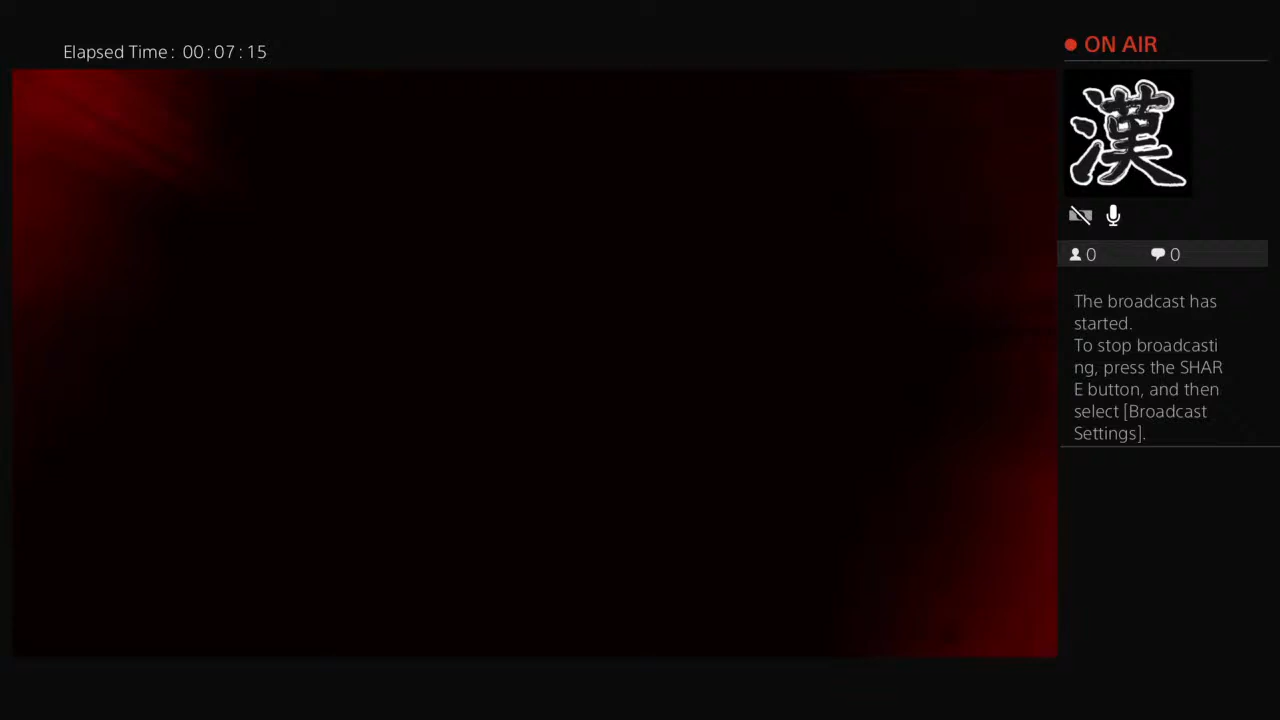 Elapsed Time: 00:07:15
ON AIR
漢
0 0
The broadcast has
started.
To stop broadcasti
ng, press the SHAR
E button, and then
select [Broadcast
Settings].